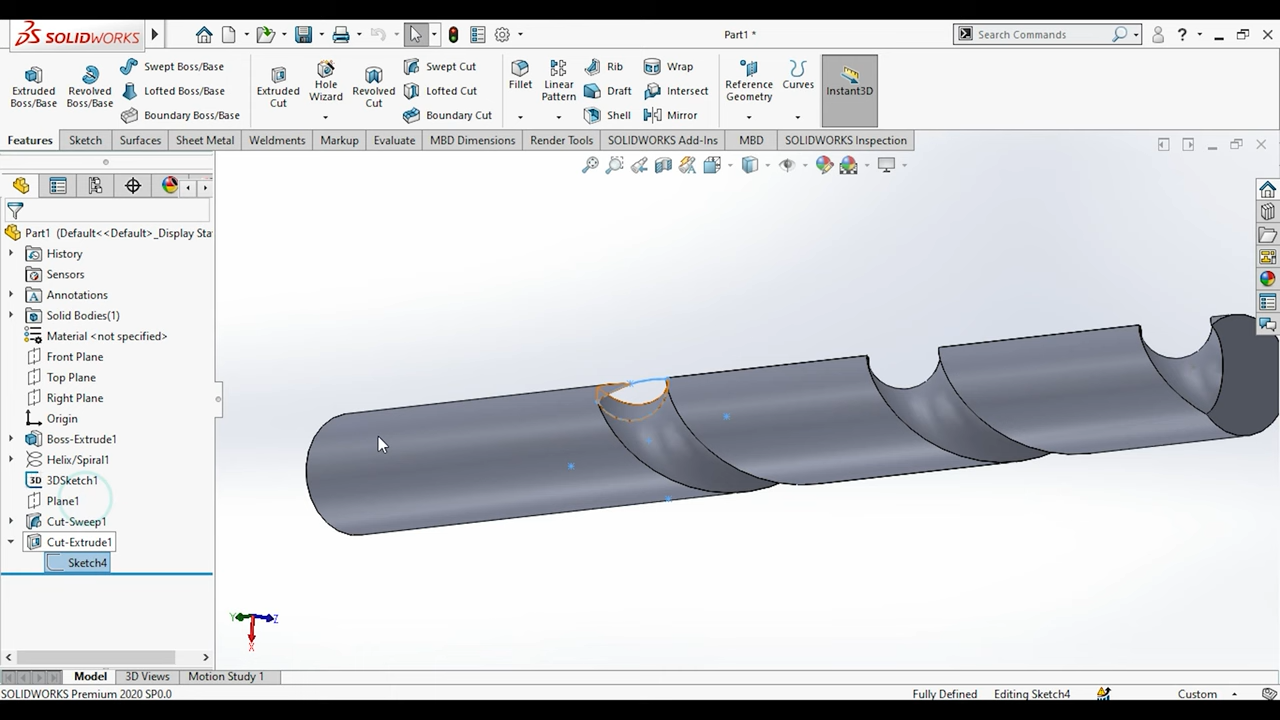 SOLIDWORKS
Part1 *
Search Commands
?
Extruded Boss/Base
Revolved Boss/Base
Swept Boss/Base
Lofted Boss/Base
Boundary Boss/Base
Extruded Cut
Hole Wizard
Revolved Cut
Swept Cut
Lofted Cut
Boundary Cut
Fillet
Linear Pattern
Rib
Draft
Shell
Wrap
Intersect
Mirror
Reference Geometry
Curves
Instant3D
Features
Sketch
Surfaces
Sheet Metal
Weldments
Markup
Evaluate
MBD Dimensions
Render Tools
SOLIDWORKS Add-Ins
MBD
SOLIDWORKS Inspection
Part1 (Default<<Default>_Display Sta
History
Sensors
Annotations
Solid Bodies(1)
Material <not specified>
Front Plane
Top Plane
Right Plane
Origin
Boss-Extrude1
Helix/Spiral1
3D 3DSketch1
Plane1
Cut-Sweep1
Cut-Extrude1
Sketch4
Y
Z
X
Model
3D Views
Motion Study 1
SOLIDWORKS Premium 2020 SP0.0
Fully Defined
Editing Sketch4
Custom